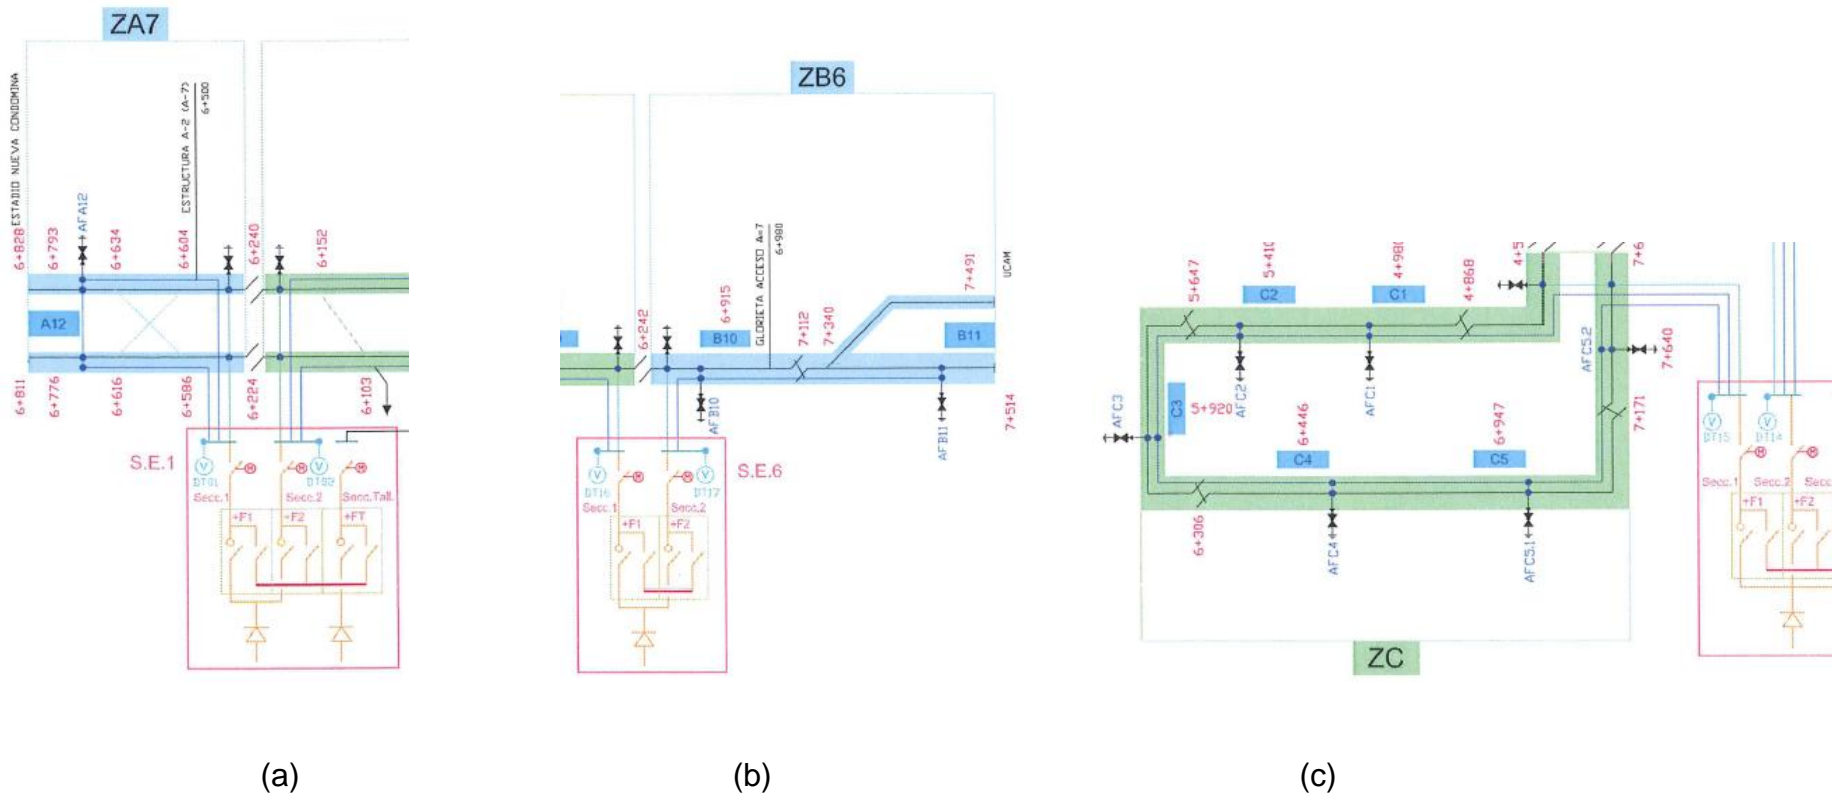 ZA7
ESTADIO NUEVA CONDOMINA
ESTRUCTURA A-2 (A-7)
6+500
AFA12
6+828
6+793
6+634
6+604
6+240
6+152
A12
6+811
6+776
6+616
6+586
6+224
6+103
S.E.1
V
DT01
M
M
V
DT02
M
Secc.1
Secc.2
Secc.Tall.
+F1
+F2
+FT
(a)
ZB6
GLORIETA ACCESO A=7
6+980
UCAM
7+491
6+242
B10
6+915
7+112
7+340
B11
AFB10
AFB11
7+514
S.E.6
V
DT16
M
M
V
DT17
Secc.1
Secc.2
+F1
+F2
(b)
5+647
C2
C1
4+868
AFC5.2
7+640
AFC2
AFC1
AFC3
C3
5+920
6+446
6+947
7+171
C4
C5
6+306
AFC4
AFC5.1
V
DT15
V
DT14
M
M
Secc.1
Secc.2
+F1
+F2
ZC
(c)